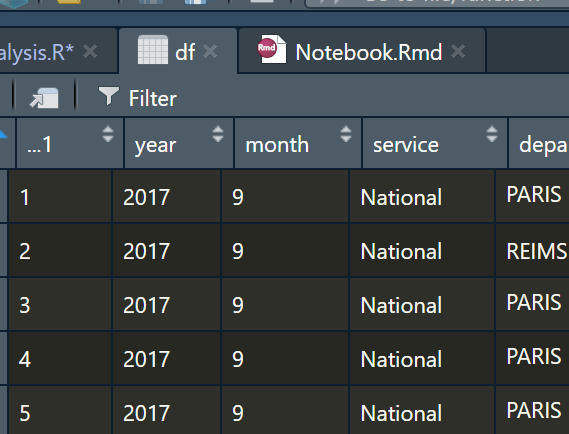 alysis.R* df Notebook.Rmd
Filter
...1 year month service depa
1 2017 9 National PARIS
2 2017 9 National REIMS
3 2017 9 National PARIS
4 2017 9 National PARIS
5 2017 9 National PARIS